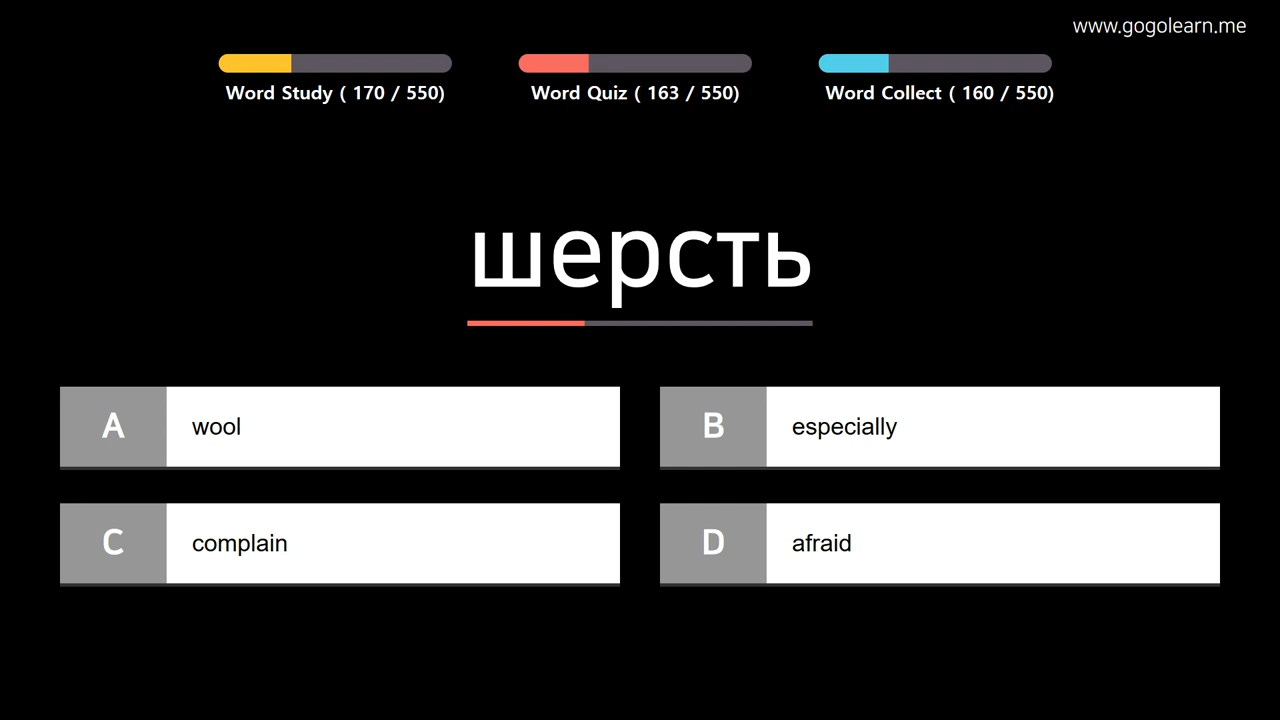 www.gogolearn.me
Word Study ( 170 / 550)
Word Quiz ( 163 / 550)
Word Collect ( 160 / 550)
шерсть
A wool
B especially
C complain
D afraid